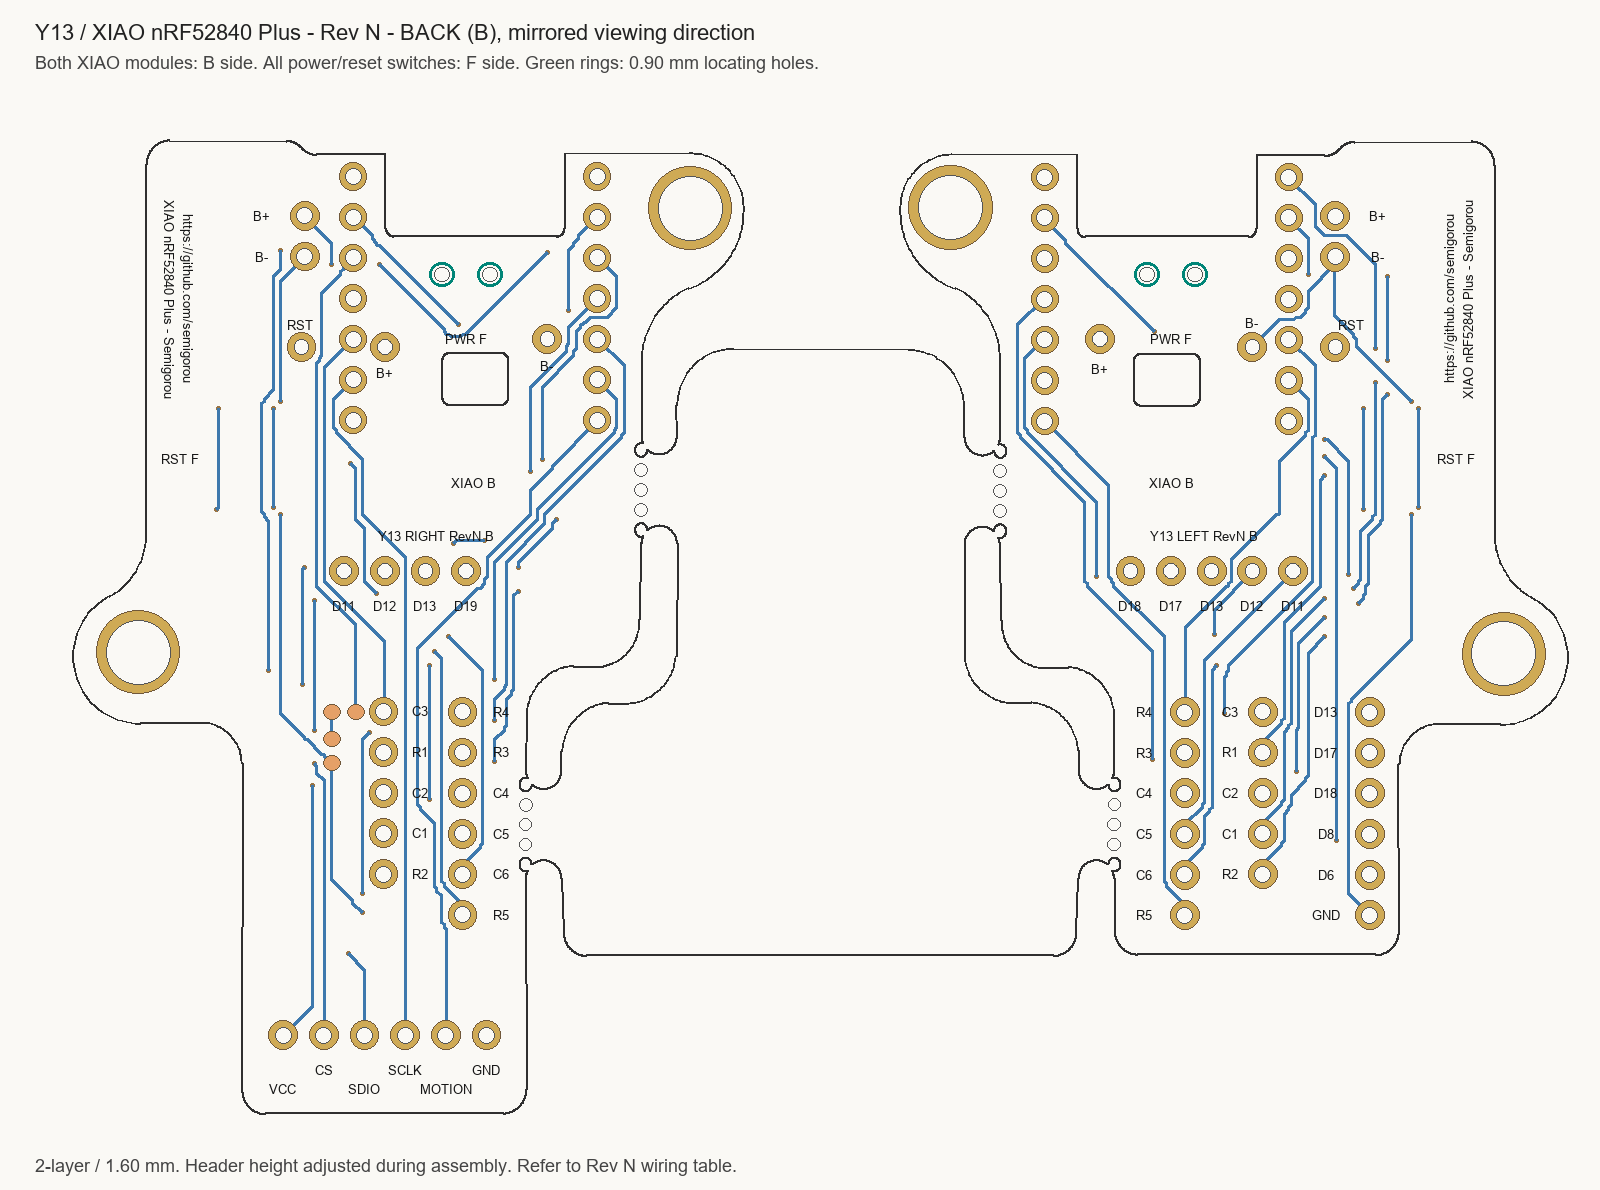 Y13 / XIAO nRF52840 Plus - Rev N - BACK (B), mirrored viewing direction
Both XIAO modules: B side. All power/reset switches: F side. Green rings: 0.90 mm locating holes.
https://github.com/semigorou
XIAO nRF52840 Plus - Semigorou
B+
B-
RST
B+
PWR F
B-
RST F
XIAO B
Y13 RIGHT RevN B
D11
D12
D13
D19
C3
R4
R1
R3
C2
C4
C1
C5
R2
C6
R5
CS
SCLK
GND
VCC
SDIO
MOTION
B+
B-
B-
RST
PWR F
B+
https://github.com/semigorou
XIAO nRF52840 Plus - Semigorou
RST F
XIAO B
Y13 LEFT RevN B
D18
D17
D13
D12
D11
R4
C3
D13
R3
R1
D17
C4
C2
D18
C5
C1
D8
C6
R2
D6
R5
GND
2-layer / 1.60 mm. Header height adjusted during assembly. Refer to Rev N wiring table.